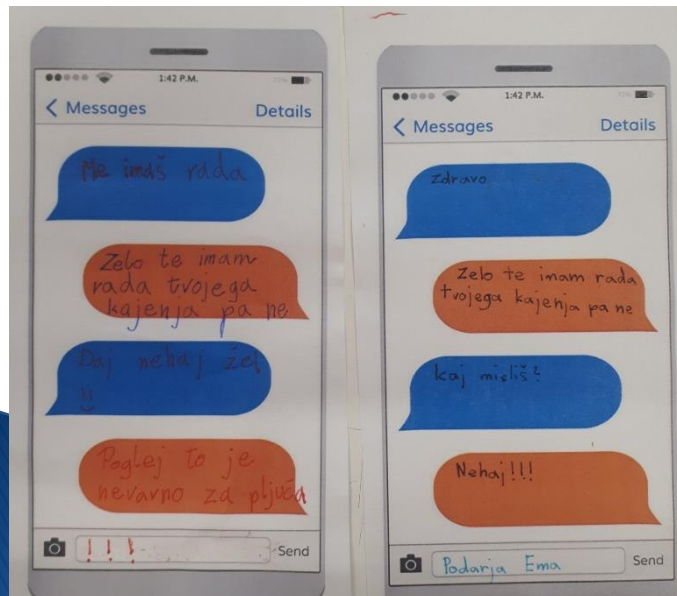 1:42 P.M.
Messages
Details
Me imaš rada
Zelo te imam
rada tvojega
kajenja pa ne
Daj nehaj žel
Poglej to je
nevarno za pljuča
!!!
Send
1:42 P.M.
Messages
Details
Zdravo
Zelo te imam rada
tvojega kajenja pa ne
kaj misliš?
Nehaj!!!
Podarja Ema
Send